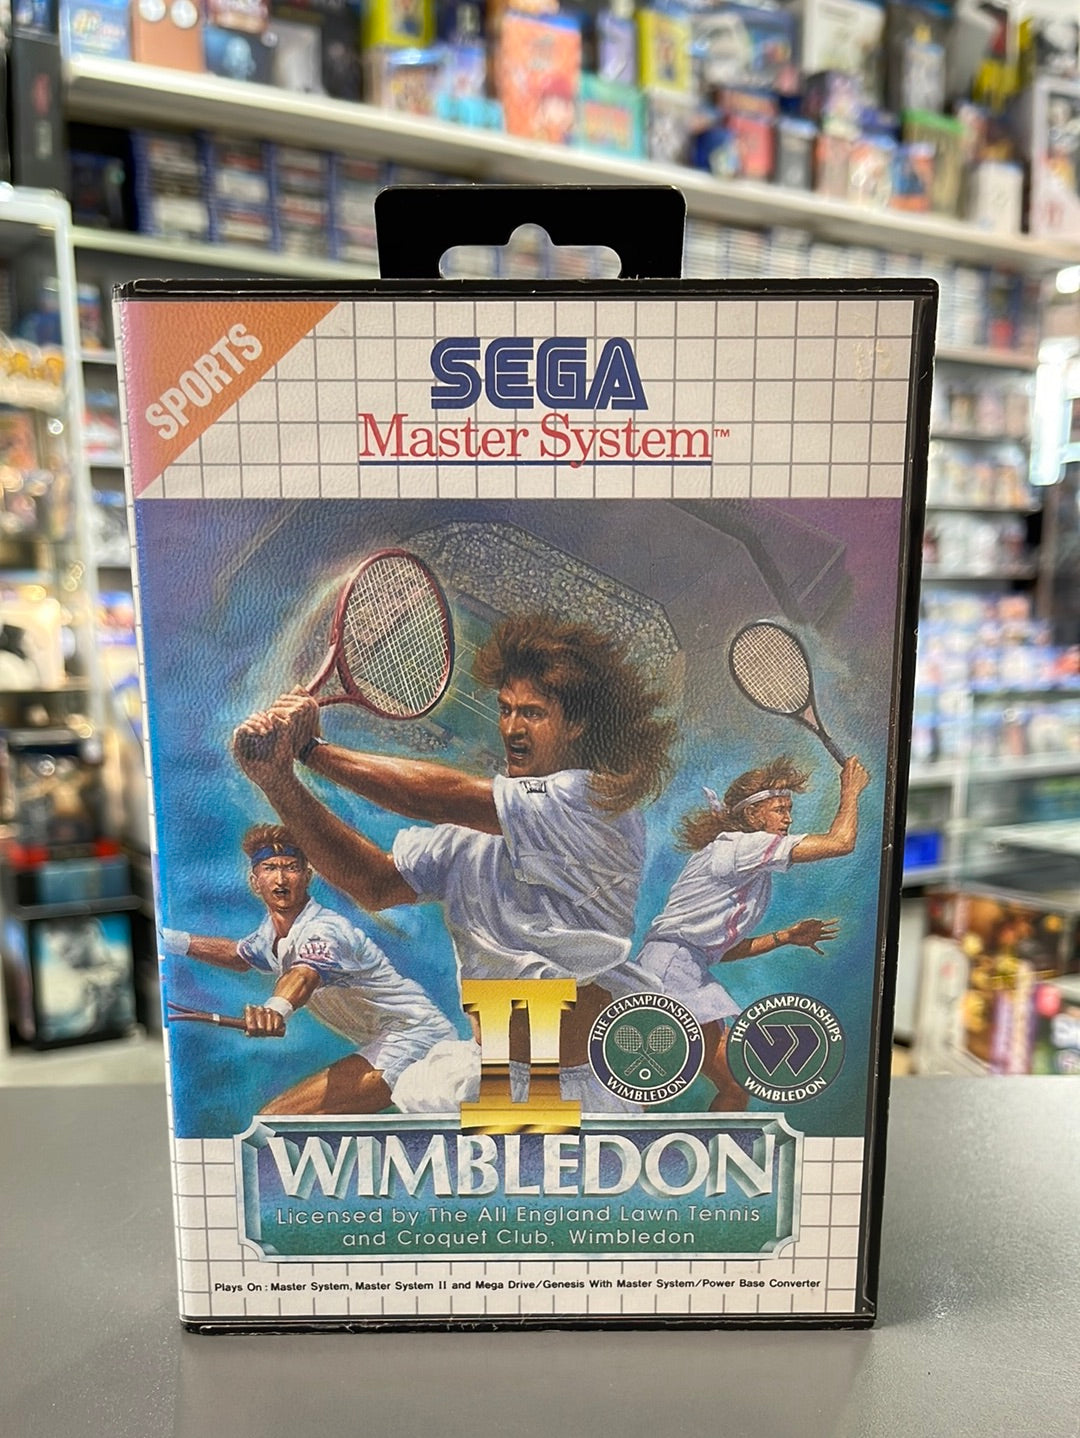 SPORTS
SEGA
Master System™
II
THE CHAMPIONSHIPS
WIMBLEDON
THE CHAMPIONSHIPS
WIMBLEDON
WIMBLEDON
Licensed by The All England Lawn Tennis
and Croquet Club, Wimbledon
Plays On : Master System, Master System II and Mega Drive/Genesis With Master System/Power Base Converter